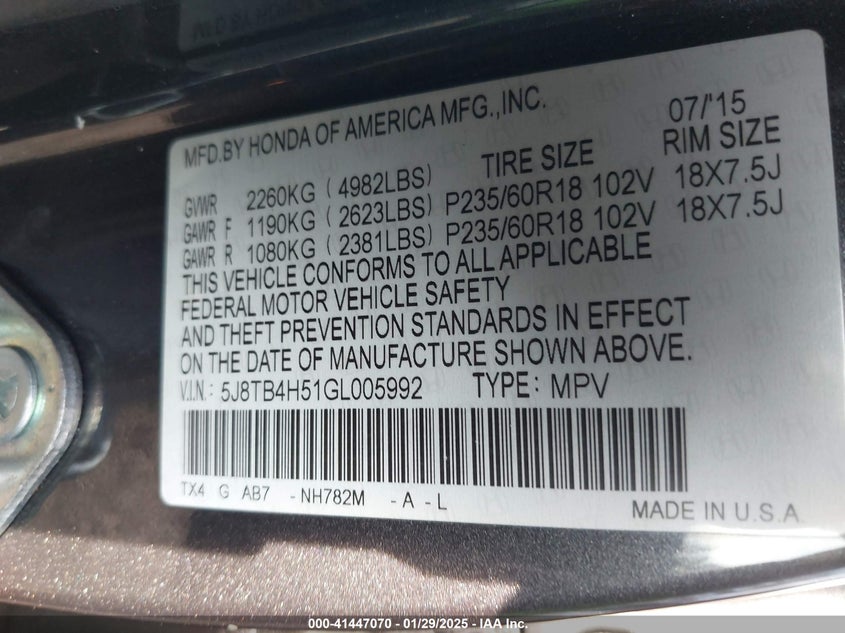 MFD.BY HONDA OF AMERICA MFG.,INC. 07/'15
TIRE SIZE RIM SIZE
GVWR 2260KG (4982LBS)
GAWR F 1190KG (2623LBS) P235/60R18 102V 18X7.5J
GAWR R 1080KG (2381LBS) P235/60R18 102V 18X7.5J
THIS VEHICLE CONFORMS TO ALL APPLICABLE
FEDERAL MOTOR VEHICLE SAFETY
AND THEFT PREVENTION STANDARDS IN EFFECT
ON THE DATE OF MANUFACTURE SHOWN ABOVE.
V.I.N.: 5J8TB4H51GL005992 TYPE: MPV
TX4 G AB7 -NH782M -A -L
MADE IN U.S.A
000-41447070 - 01/29/2025 - IAA Inc.